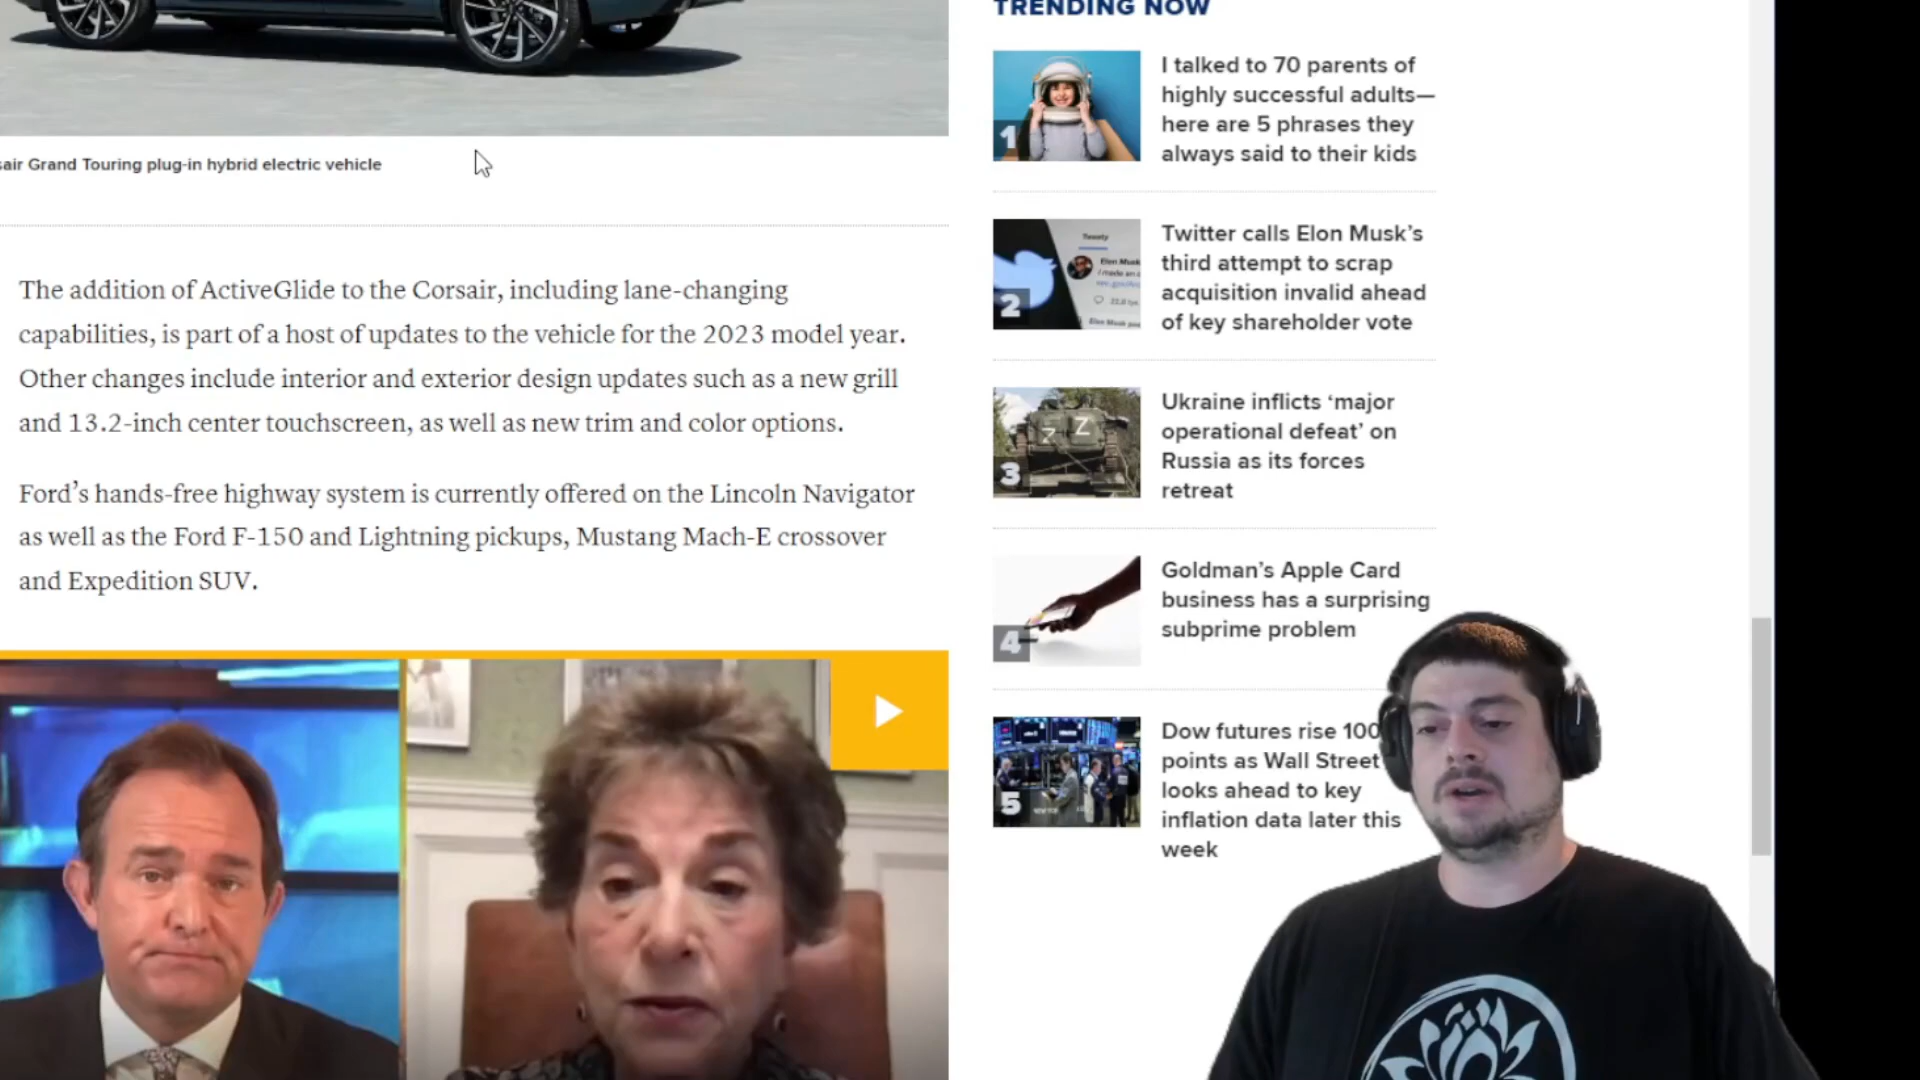 sair Grand Touring plug-in hybrid electric vehicle
The addition of ActiveGlide to the Corsair, including lane-changing
capabilities, is part of a host of updates to the vehicle for the 2023 model year.
Other changes include interior and exterior design updates such as a new grill
and 13.2-inch center touchscreen, as well as new trim and color options.
Ford’s hands-free highway system is currently offered on the Lincoln Navigator
as well as the Ford F-150 and Lightning pickups, Mustang Mach-E crossover
and Expedition SUV.
TRENDING NOW
1
I talked to 70 parents of
highly successful adults—
here are 5 phrases they
always said to their kids
2
Tweety
Elon Musk
Twitter calls Elon Musk’s
third attempt to scrap
acquisition invalid ahead
of key shareholder vote
3
Z Z
Ukraine inflicts ‘major
operational defeat’ on
Russia as its forces
retreat
4
Goldman’s Apple Card
business has a surprising
subprime problem
5
Dow futures rise 100
points as Wall Street
looks ahead to key
inflation data later this
week